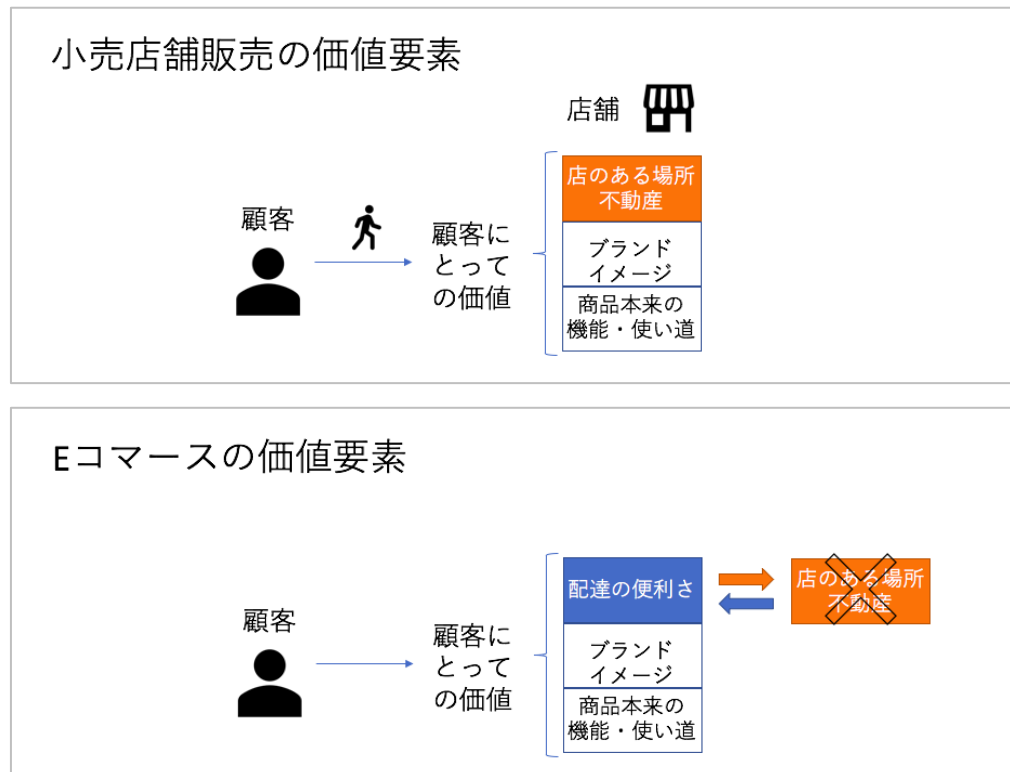 小売店舗販売の価値要素
店舗
店のある場所
不動産
顧客
顧客に
とって
の価値
ブランド
イメージ
商品本来の
機能・使い道
Eコマースの価値要素
配達の便利さ
店のある場所
不動産
顧客
顧客に
とって
の価値
ブランド
イメージ
商品本来の
機能・使い道